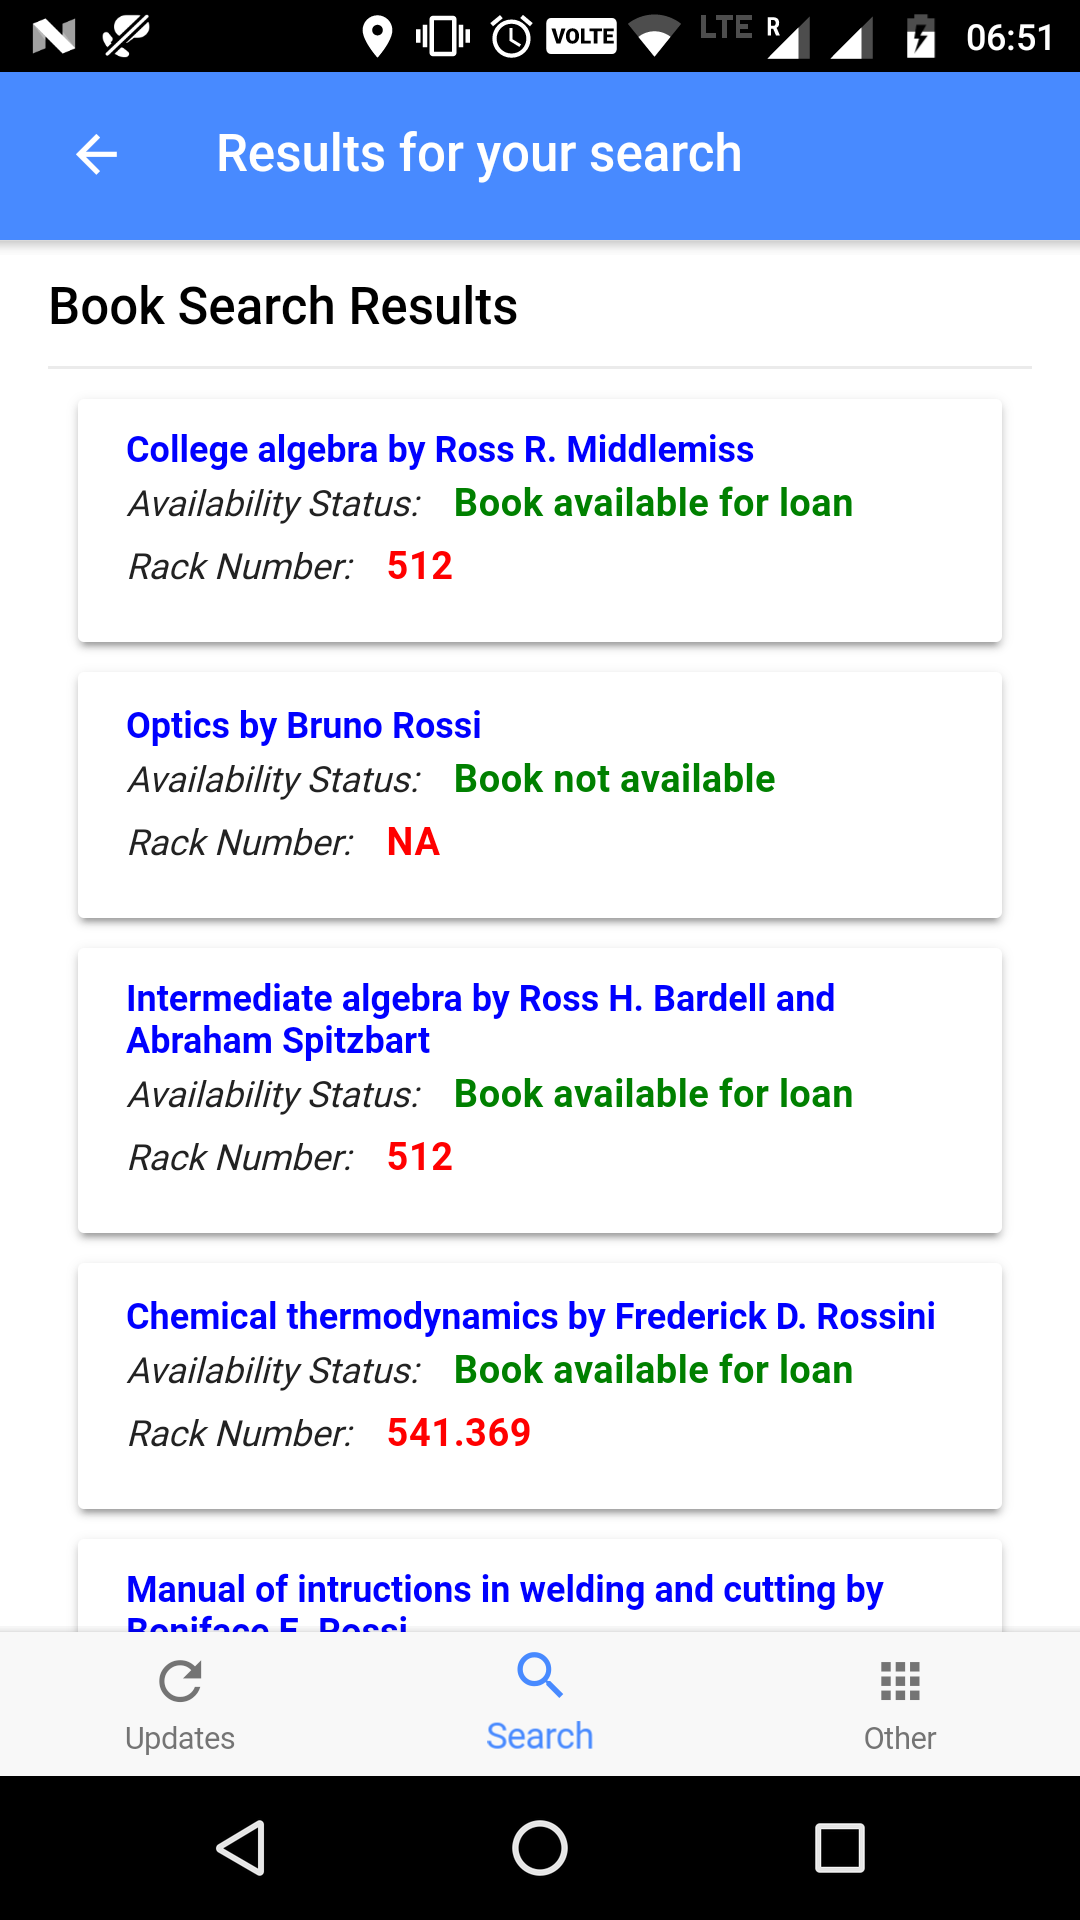 VOLTE LTE R 06:51
Results for your search
Book Search Results
College algebra by Ross R. Middlemiss
Availability Status: Book available for loan
Rack Number: 512
Optics by Bruno Rossi
Availability Status: Book not available
Rack Number: NA
Intermediate algebra by Ross H. Bardell and
Abraham Spitzbart
Availability Status: Book available for loan
Rack Number: 512
Chemical thermodynamics by Frederick D. Rossini
Availability Status: Book available for loan
Rack Number: 541.369
Manual of intructions in welding and cutting by
Boniface E. Rossi
Updates Search Other